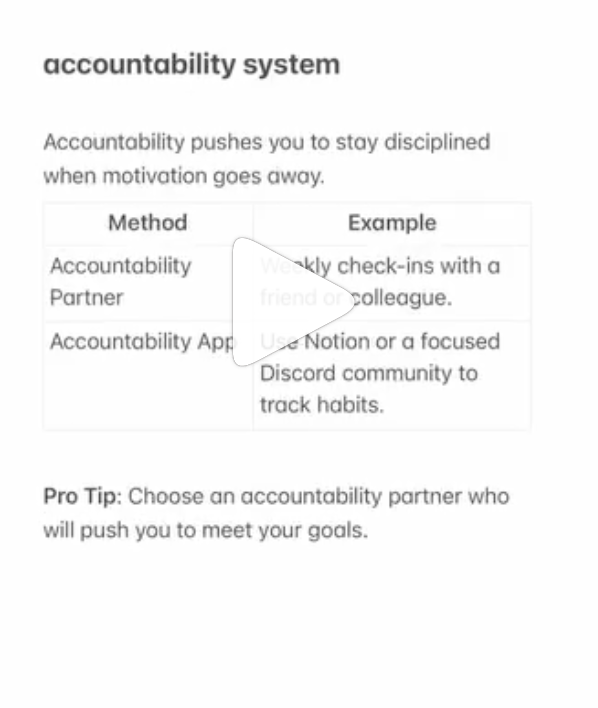 accountability system
Accountability pushes you to stay disciplined
when motivation goes away.
Method Example
Accountability Weekly check-ins with a
Partner friend or colleague.
Accountability App Use Notion or a focused
Discord community to
track habits.
Pro Tip: Choose an accountability partner who
will push you to meet your goals.